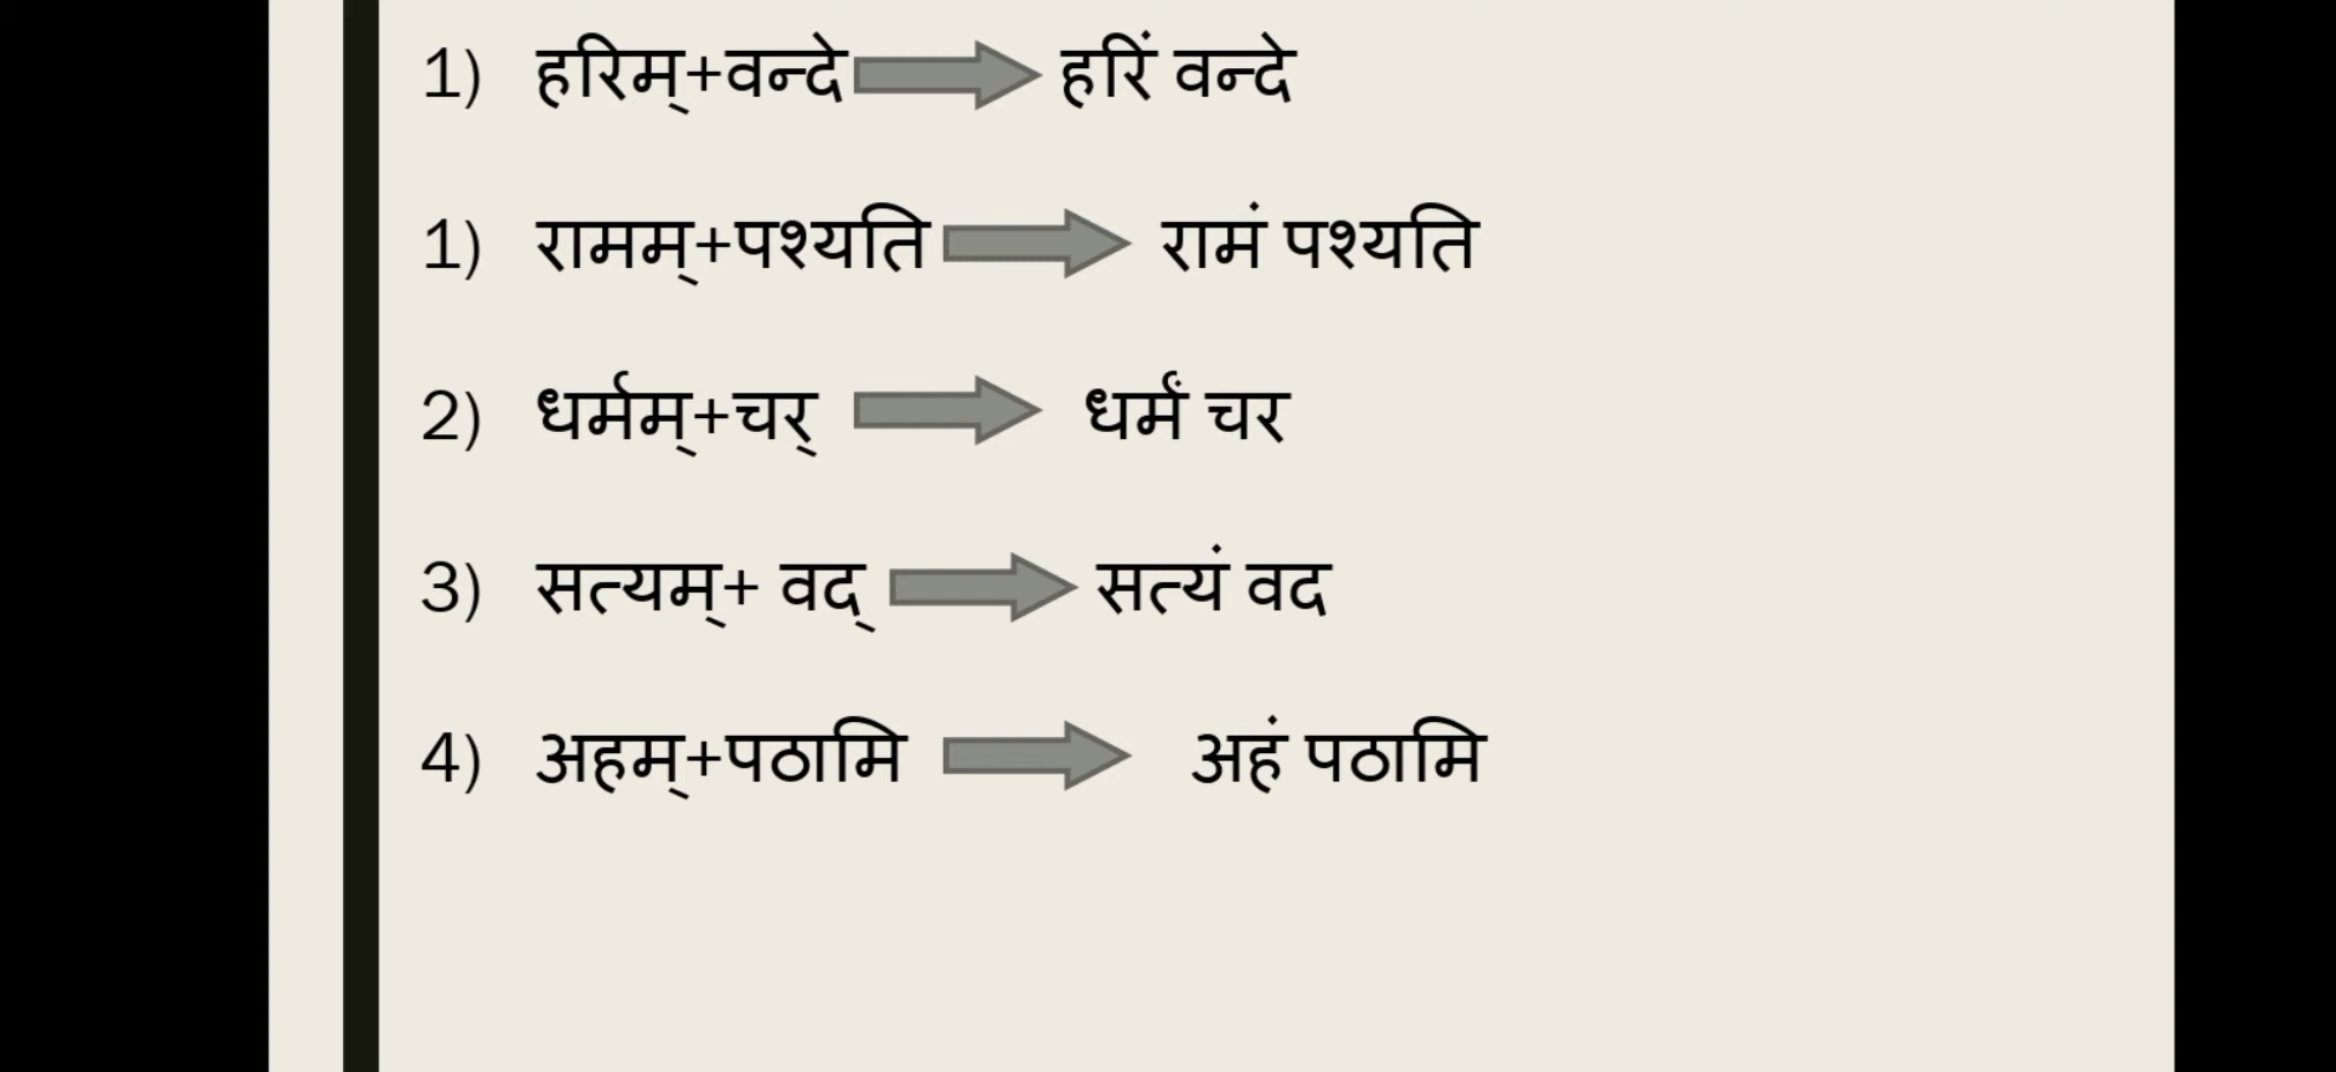 1) हरिम्+वन्दे हरिं वन्दे
1) रामम्+पश्यति रामं पश्यति
2) धर्मम्+चर् धर्मं चर
3) सत्यम्+ वद् सत्यं वद
4) अहम्+पठामि अहं पठामि